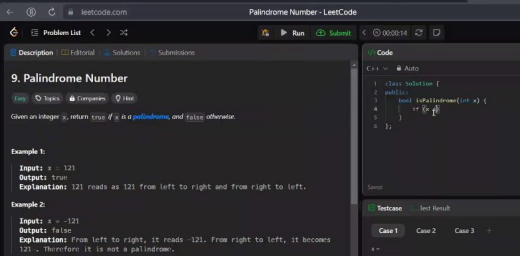 leetcode.com
Palindrome Number - LeetCode
Problem List
Run
Submit
00:00:14
Description
Editorial
Solutions
Submissions
9. Palindrome Number
Easy
Topics
Companies
Hint
Given an integer x, return true if x is a palindrome, and false otherwise.
Example 1:
Input: x = 121
Output: true
Explanation: 121 reads as 121 from left to right and from right to left.
Example 2:
Input: x = -121
Output: false
Explanation: From left to right, it reads -121. From right to left, it becomes
121-. Therefore it is not a palindrome.
Code
C++
Auto
1 class Solution {
2 public:
3 bool isPalindrome(int x) {
4 if (x
5 }
6 };
Saved
Testcase
Test Result
Case 1
Case 2
Case 3
+
x =